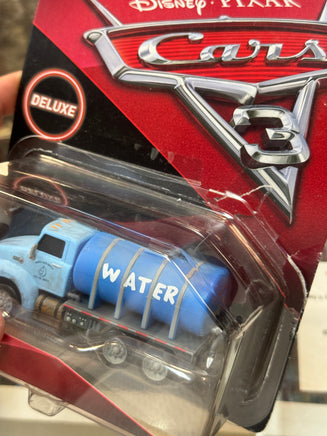 Disney · PIXAR
Cars
3
DELUXE
WATER